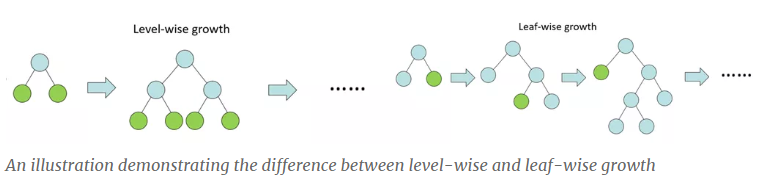 Level-wise growth
Leaf-wise growth
......
......
An illustration demonstrating the difference between level-wise and leaf-wise growth